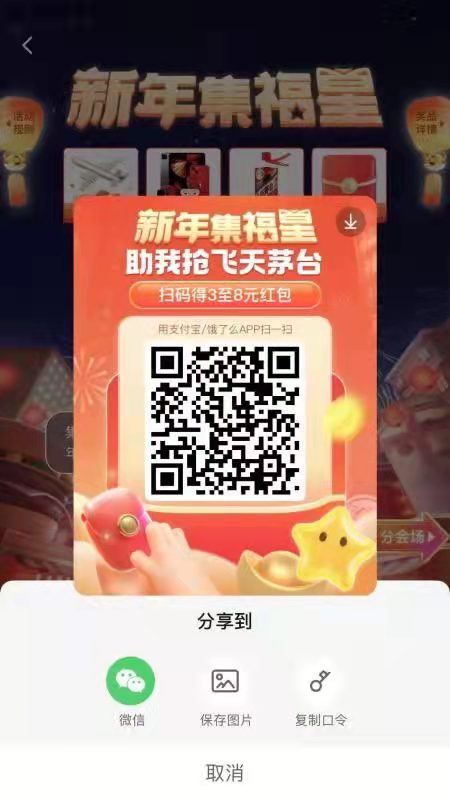 新年集福星
活动
规则
奖品
详情
新年集福星
助我抢飞天茅台
扫码得3至8元红包
用支付宝/饿了么APP扫一扫
分会场
分享到
微信
保存图片
复制口令
取消